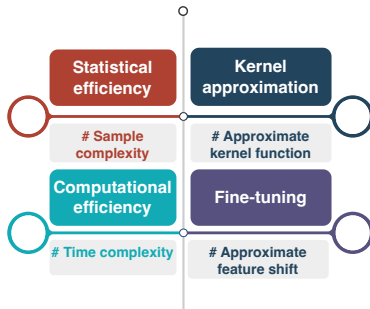 Statistical
efficiency
Kernel
approximation
# Sample
complexity
# Approximate
kernel function
Computational
efficiency
Fine-tuning
# Time complexity
# Approximate
feature shift